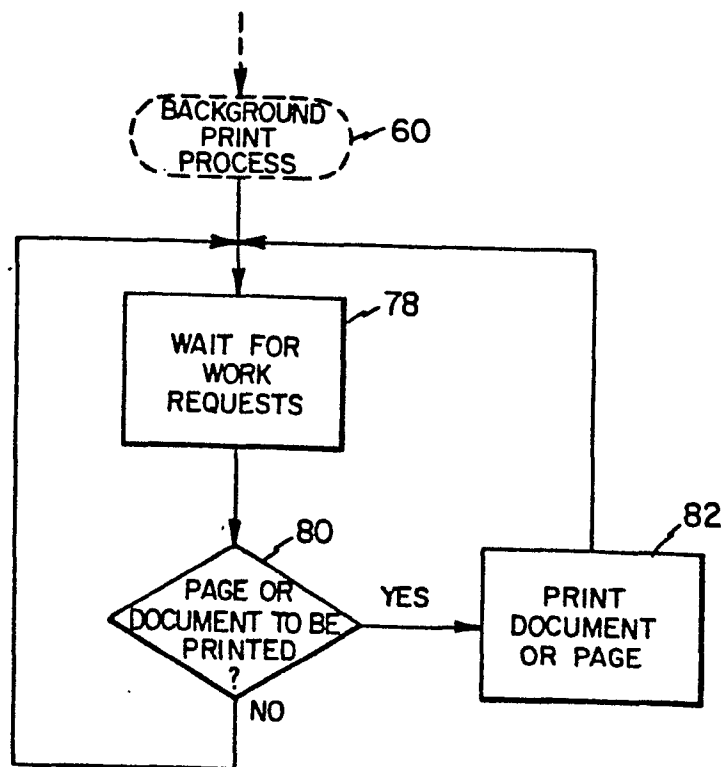 BACKGROUND
PRINT
PROCESS
60
78
WAIT FOR
WORK
REQUESTS
80
PAGE OR
DOCUMENT TO BE
PRINTED
?
YES
NO
82
PRINT
DOCUMENT
OR PAGE